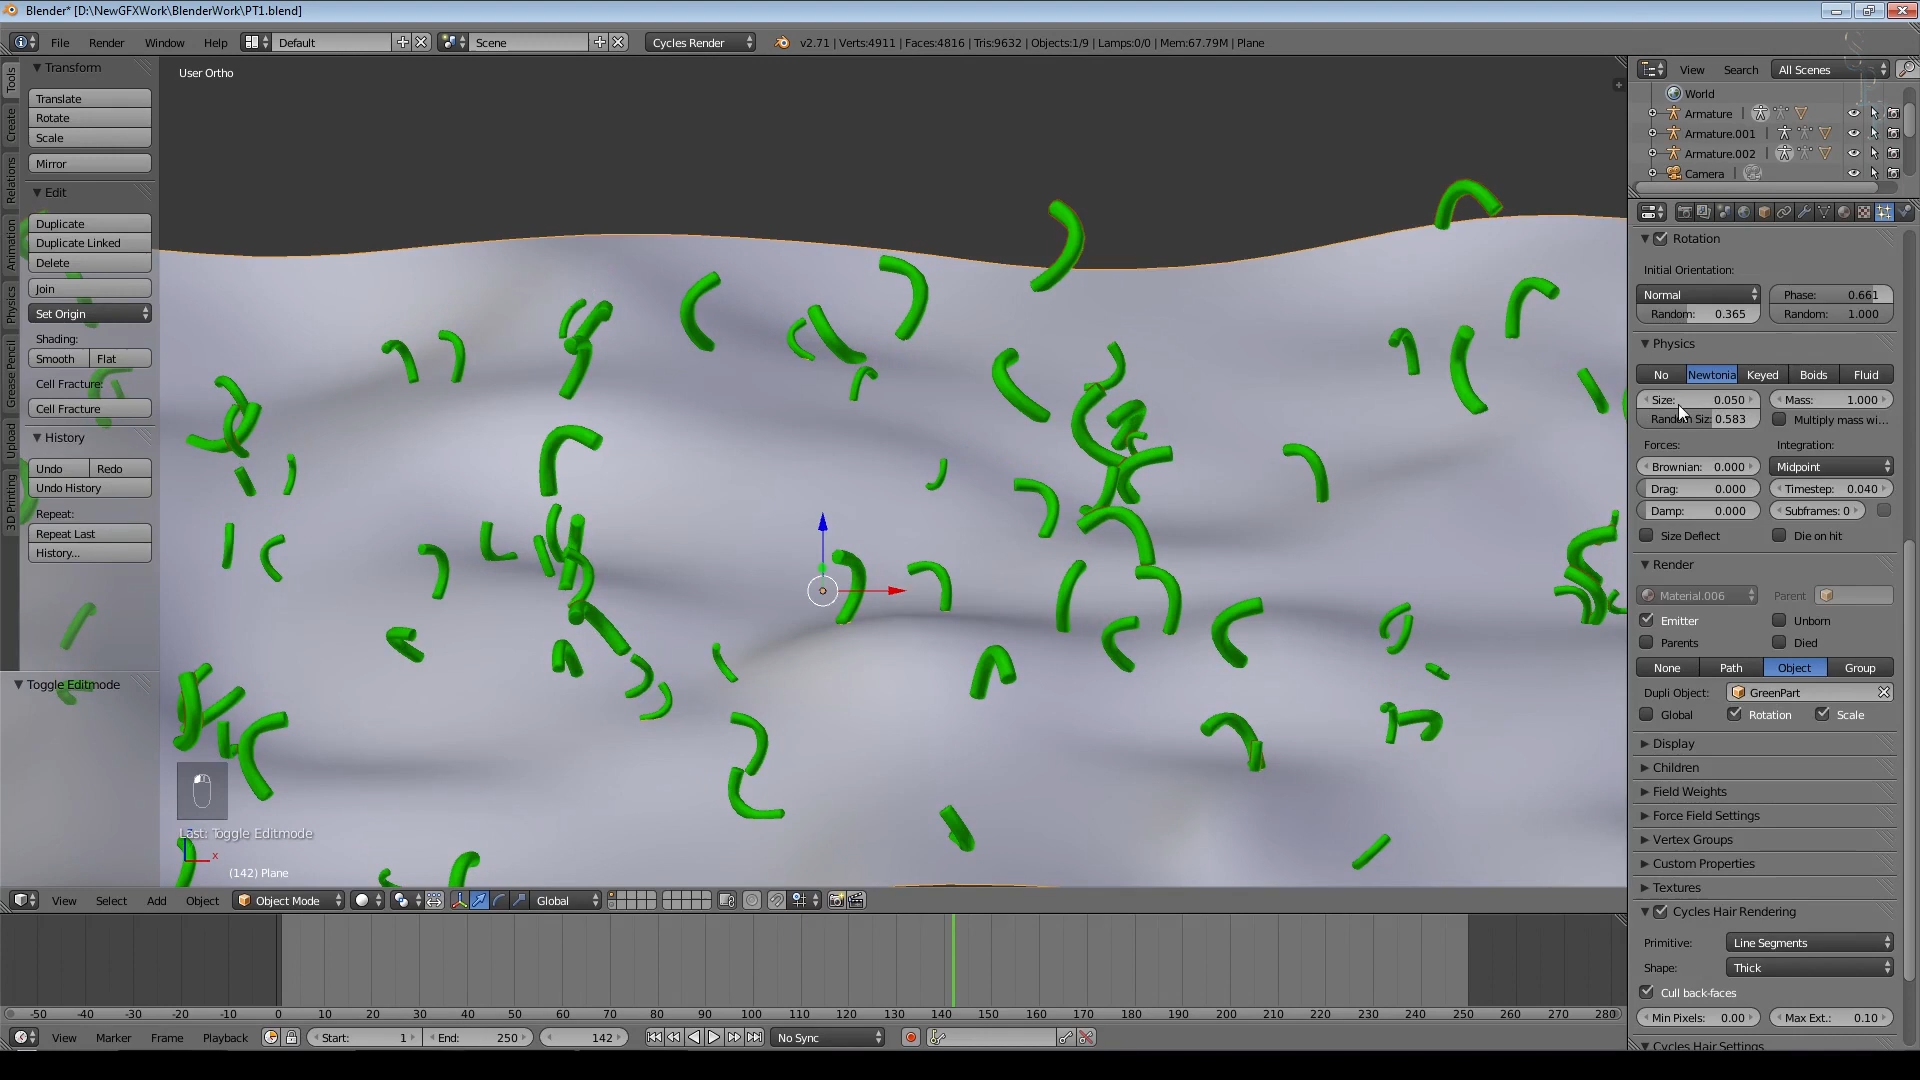 Blender* [D:\NewGFXWork\BlenderWork\PT1.blend]
File Render Window Help Default Scene Cycles Render v2.71 | Verts:4911 | Faces:4816 | Tris:9632 | Objects:1/9 | Lamps:0/0 | Mem:67.79M | Plane
Transform
Translate
Rotate
Scale
Mirror
Edit
Duplicate
Duplicate Linked
Delete
Join
Set Origin
Shading:
Smooth Flat
Cell Fracture:
Cell Fracture
History
Undo Redo
Undo History
Repeat:
Repeat Last
History...
Toggle Editmode
Tools
Create
Relations
Animation
Physics
Grease Pencil
Upload
3D Printing
User Ortho
Last: Toggle Editmode
x
(142) Plane
View Search All Scenes
World
Armature
Armature.001
Armature.002
Camera
Rotation
Initial Orientation:
Normal Phase: 0.661
Random: 0.365 Random: 1.000
Physics
No Newtonia Keyed Boids Fluid
Size: 0.050 Mass: 1.000
Random Siz: 0.583 Multiply mass wi...
Forces: Integration:
Brownian: 0.000 Midpoint
Drag: 0.000 Timestep: 0.040
Damp: 0.000 Subframes: 0
Size Deflect Die on hit
Render
Material.006 Parent
Emitter Unborn
Parents Died
None Path Object Group
Dupli Object: GreenPart
Global Rotation Scale
Display
Children
Field Weights
Force Field Settings
Vertex Groups
Custom Properties
Textures
Cycles Hair Rendering
Primitive: Line Segments
Shape: Thick
Cull back-faces
Min Pixels: 0.00 Max Ext.: 0.10
Cycles Hair Settings
View Select Add Object Object Mode Global
-50 -40 -30 -20 -10 0 10 20 30 40 50 60 70 80 90 100 110 120 130 140 150 160 170 180 190 200 210 220 230 240 250 260 270 280
View Marker Frame Playback Start: 1 End: 250 142 No Sync